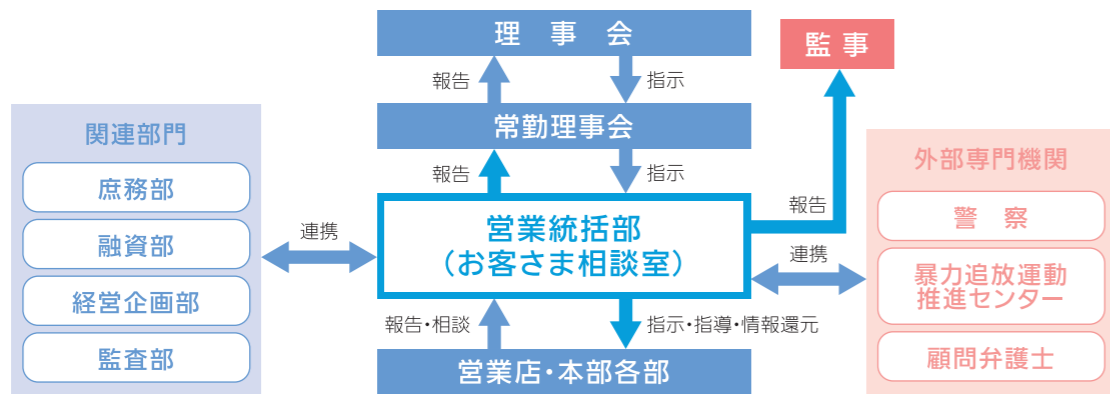 理 事 会
監 事
報告
指示
常勤理事会
報告
指示
関連部門
庶務部
融資部
経営企画部
監査部
連携
営業統括部
（お客さま相談室）
報告
連携
外部専門機関
警 察
暴力追放運動
推進センター
顧問弁護士
報告・相談
指示・指導・情報還元
営業店・本部各部